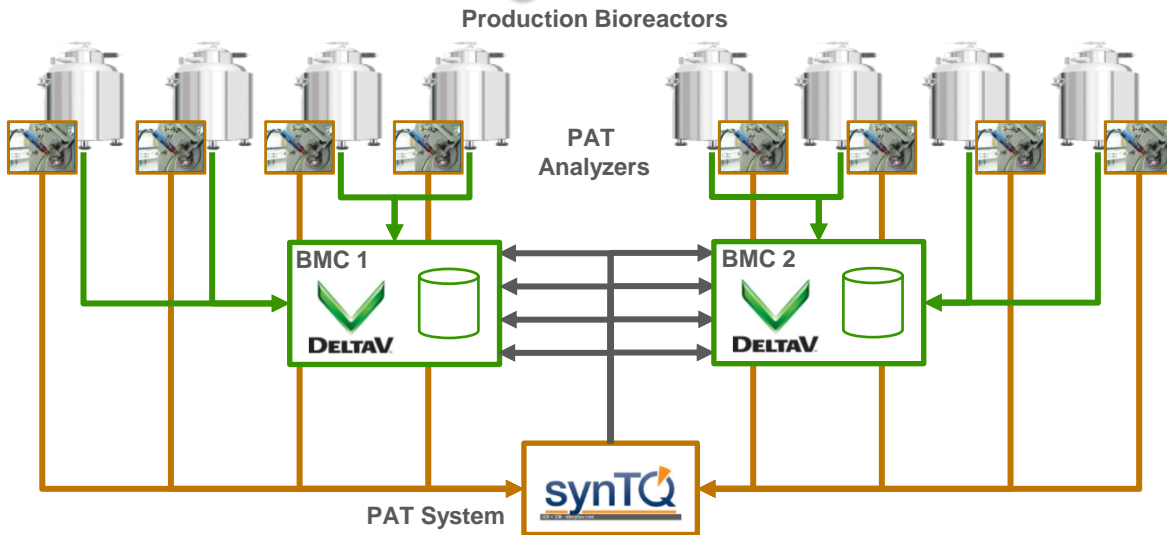 Production Bioreactors
PAT
Analyzers
BMC 1
DELTAV
BMC 2
DELTAV
synTQ
PAT System